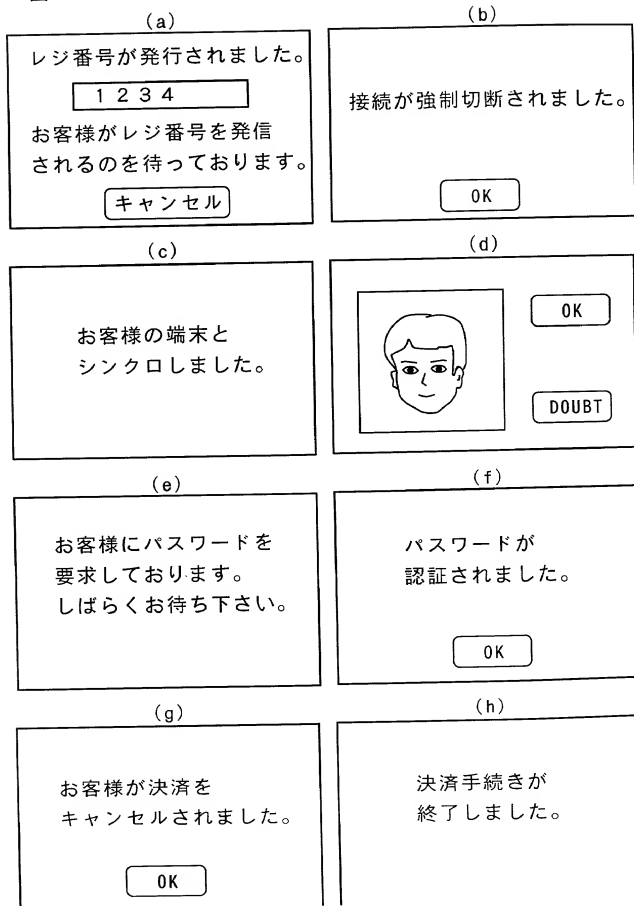 (a)
レジ番号が発行されました。
1234
お客様がレジ番号を発信
されるのを待っております。
キャンセル
(b)
接続が強制切断されました。
OK
(c)
お客様の端末と
シンクロしました。
(d)
OK
DOUBT
(e)
お客様にパスワードを
要求しております。
しばらくお待ち下さい。
(f)
パスワードが
認証されました。
OK
(g)
お客様が決済を
キャンセルされました。
OK
(h)
決済手続きが
終了しました。